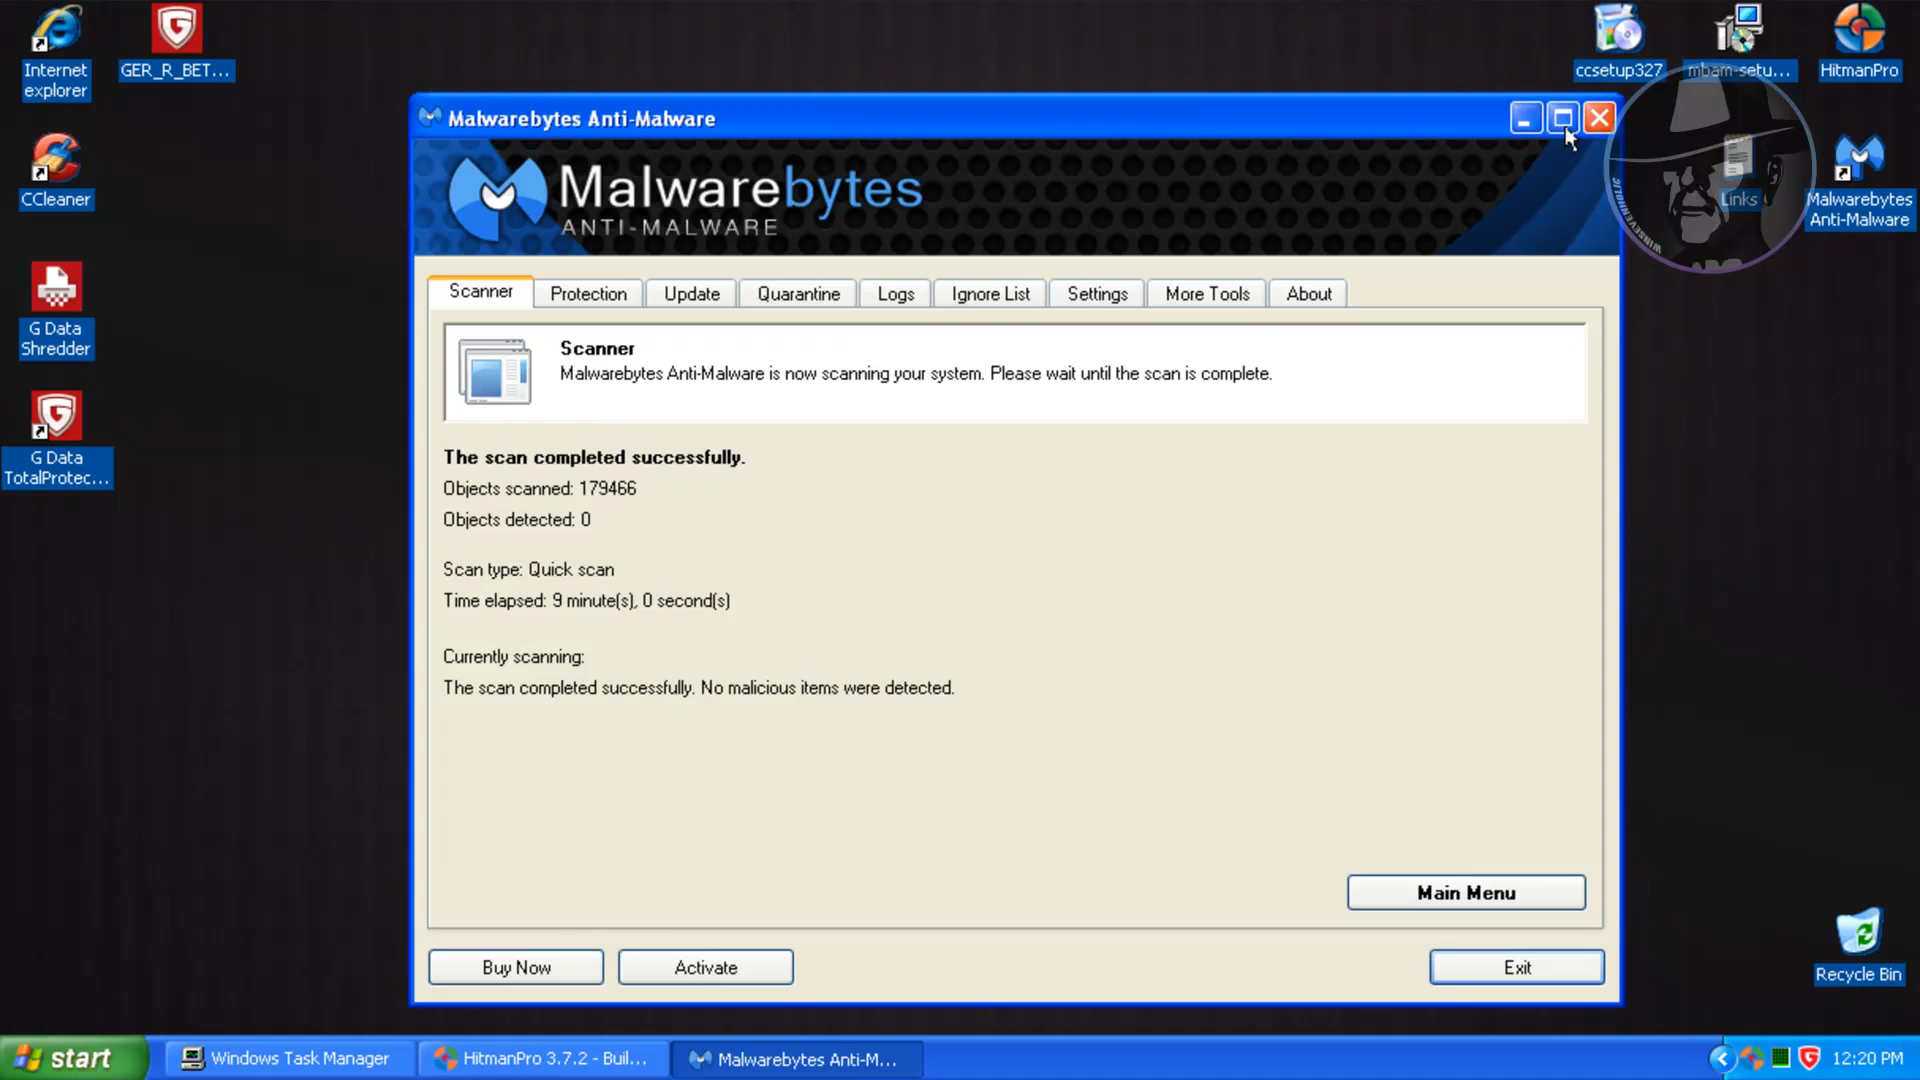 Internet
explorer
GER_R_BET...
ccsetup327
mbam-setu...
HitmanPro
CCleaner
Links
Malwarebytes
Anti-Malware
G Data
Shredder
G Data
TotalProtec...
Malwarebytes Anti-Malware
Malwarebytes
ANTI-MALWARE
Scanner
Protection
Update
Quarantine
Logs
Ignore List
Settings
More Tools
About
Scanner
Malwarebytes Anti-Malware is now scanning your system. Please wait until the scan is complete.
The scan completed successfully.
Objects scanned: 179466
Objects detected: 0
Scan type: Quick scan
Time elapsed: 9 minute(s), 0 second(s)
Currently scanning:
The scan completed successfully. No malicious items were detected.
Main Menu
Buy Now
Activate
Exit
Recycle Bin
start
Windows Task Manager
HitmanPro 3.7.2 - Buil...
Malwarebytes Anti-M...
12:20 PM